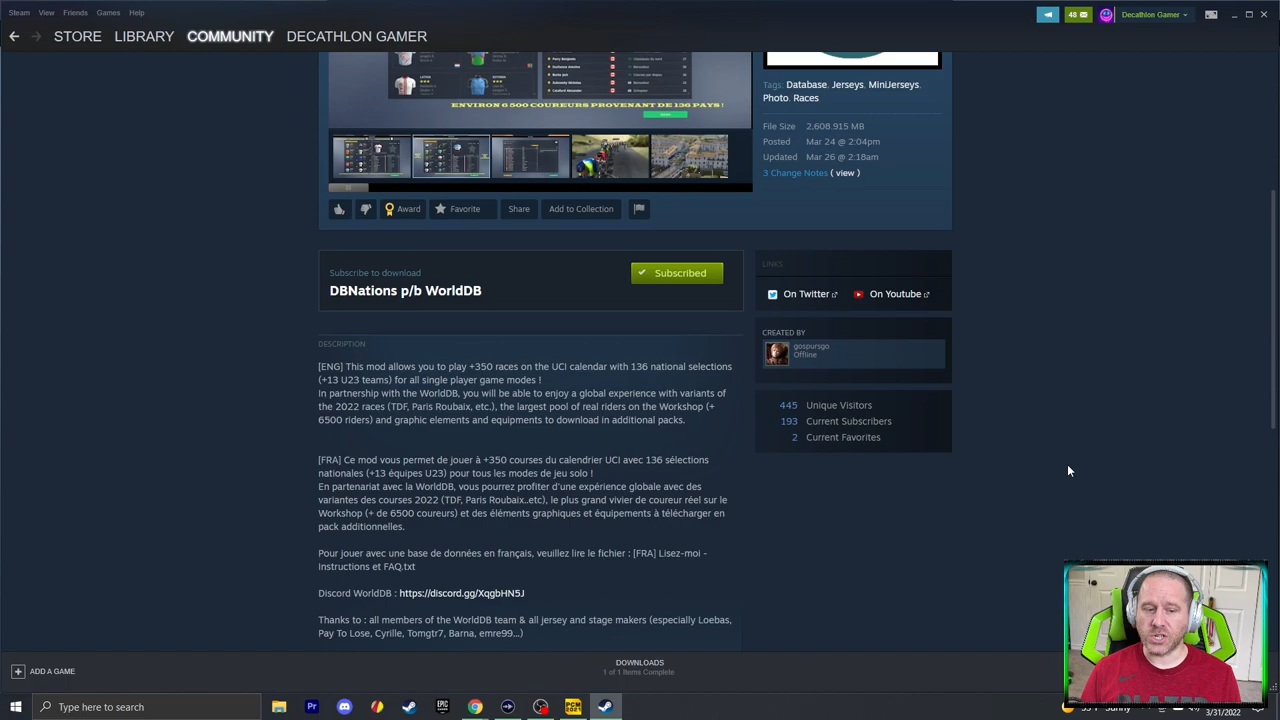 Steam View Friends Games Help
48
Decathlon Gamer
STORE LIBRARY COMMUNITY DECATHLON GAMER
ENVIRON 6 500 COUREURS PROVENANT DE 136 PAYS !
Tags: Database, Jerseys, MiniJerseys,
Photo, Races
File Size 2,608.915 MB
Posted Mar 24 @ 2:04pm
Updated Mar 26 @ 2:18am
3 Change Notes ( view )
Award Favorite Share Add to Collection
Subscribe to download
DBNations p/b WorldDB
Subscribed
LINKS
On Twitter On Youtube
CREATED BY
gospursgo
Offline
445 Unique Visitors
193 Current Subscribers
2 Current Favorites
DESCRIPTION
[ENG] This mod allows you to play +350 races on the UCI calendar with 136 national selections
(+13 U23 teams) for all single player game modes !
In partnership with the WorldDB, you will be able to enjoy a global experience with variants of
the 2022 races (TDF, Paris Roubaix, etc.), the largest pool of real riders on the Workshop (+
6500 riders) and graphic elements and equipments to download in additional packs.
[FRA] Ce mod vous permet de jouer à +350 courses du calendrier UCI avec 136 sélections
nationales (+13 équipes U23) pour tous les modes de jeu solo !
En partenariat avec la WorldDB, vous pourrez profiter d'une expérience globale avec des
variantes des courses 2022 (TDF, Paris Roubaix..etc), le plus grand vivier de coureur réel sur le
Workshop (+ de 6500 coureurs) et des éléments graphiques et équipements à télécharger en
pack additionnelles.
Pour jouer avec une base de données en français, veuillez lire le fichier : [FRA] Lisez-moi -
Instructions et FAQ.txt
Discord WorldDB : https://discord.gg/XqgbHN5J
Thanks to : all members of the WorldDB team & all jersey and stage makers (especially Loebas,
Pay To Lose, Cyrille, Tomgtr7, Barna, emre99...)
ADD A GAME
DOWNLOADS
1 of 1 Items Complete
Type here to search
PCM
2021
Sunny
3/31/2022